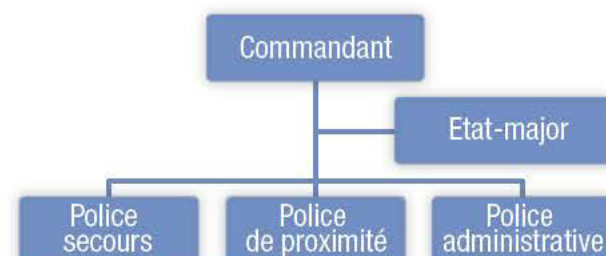 Commandant
Etat-major
Police
secours
Police
de proximité
Police
administrative